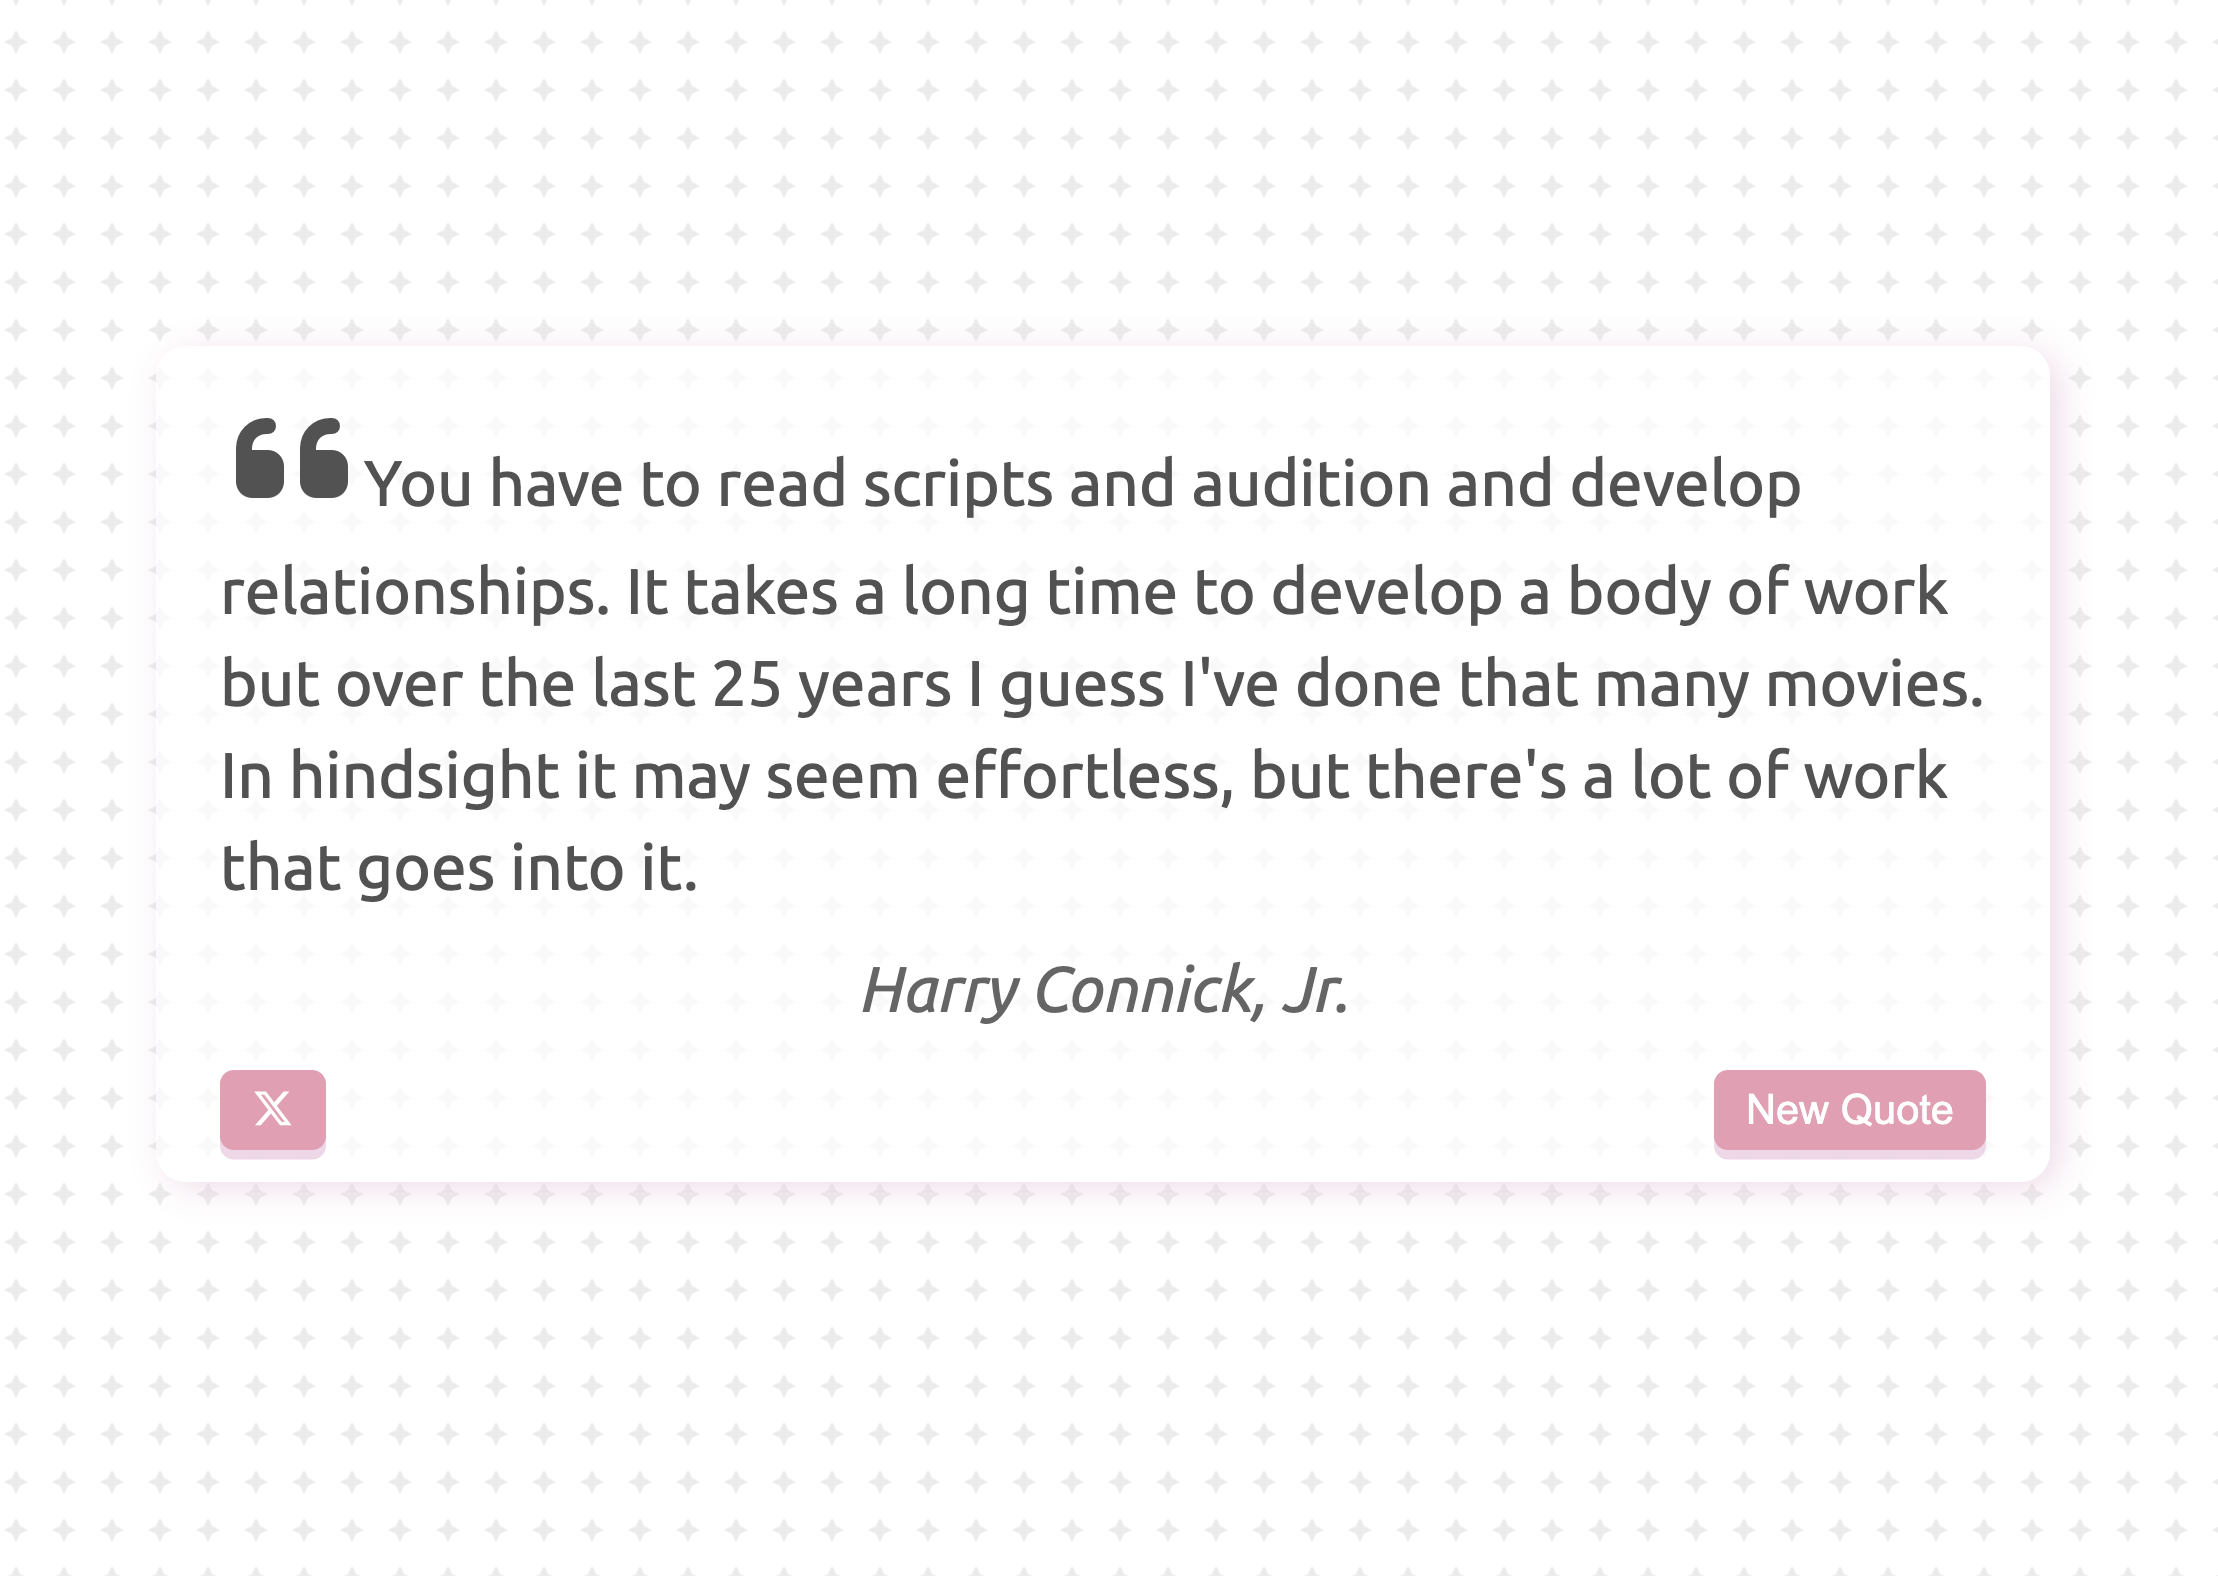 You have to read scripts and audition and develop
relationships. It takes a long time to develop a body of work
but over the last 25 years I guess I've done that many movies.
In hindsight it may seem effortless, but there's a lot of work
that goes into it.
Harry Connick, Jr.
New Quote